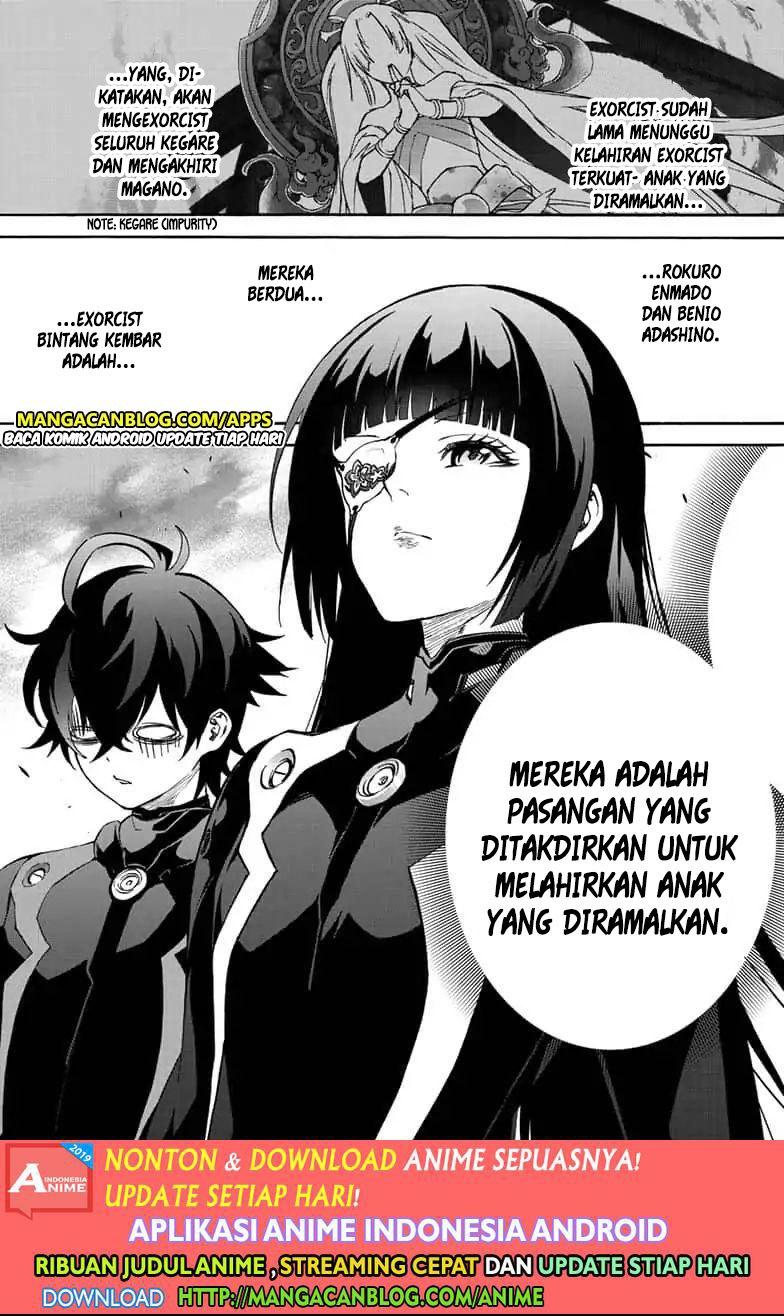 EXORCIST SUDAH
LAMA MENUNGGU
KELAHIRAN EXORCIST
TERKUAT- ANAK YANG
DIRAMALKAN...
...YANG, DI-
KATAKAN, AKAN
MENGEXORCIST
SELURUH KEGARE
DAN MENGAKHIRI
MAGANO.
NOTE: KEGARE (IMPURITY)
...ROKURO
ENMADO
DAN BENIO
ADASHINO.
MEREKA
BERDUA...
...EXORCIST
BINTANG KEMBAR
ADALAH...
MANGACANBLOG.COM/APPS
BACA KOMIK ANDROID UPDATE TIAP HARI
MEREKA ADALAH
PASANGAN YANG
DITAKDIRKAN UNTUK
MELAHIRKAN ANAK
YANG DIRAMALKAN.
2019
INDONESIA
ANIME
NONTON & DOWNLOAD ANIME SEPUASNYA!
UPDATE SETIAP HARI!
APLIKASI ANIME INDONESIA ANDROID
RIBUAN JUDUL ANIME , STREAMING CEPAT DAN UPDATE STIAP HARI
DOWNLOAD HTTP://MANGACANBLOG.COM/ANIME